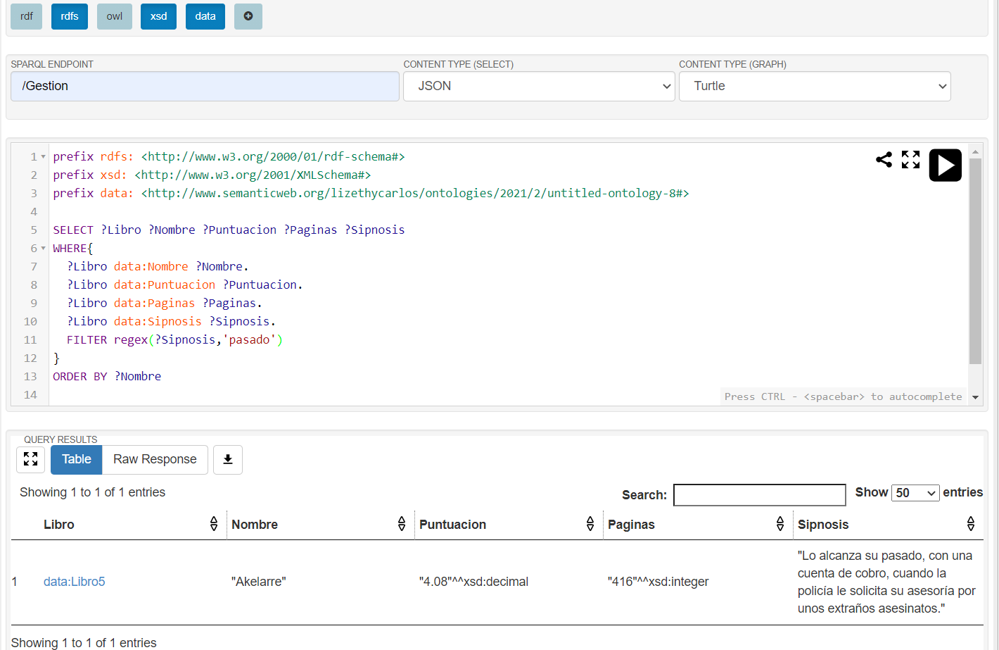 rdf rdfs owl xsd data
SPARQL ENDPOINT CONTENT TYPE (SELECT) CONTENT TYPE (GRAPH)
/Gestion JSON Turtle
1 prefix rdfs: <http://www.w3.org/2000/01/rdf-schema#>
2 prefix xsd: <http://www.w3.org/2001/XMLSchema#>
3 prefix data: <http://www.semanticweb.org/lizethycarlos/ontologies/2021/2/untitled-ontology-8#>
4
5 SELECT ?Libro ?Nombre ?Puntuacion ?Paginas ?Sipnosis
6 WHERE{
7 ?Libro data:Nombre ?Nombre.
8 ?Libro data:Puntuacion ?Puntuacion.
9 ?Libro data:Paginas ?Paginas.
10 ?Libro data:Sipnosis ?Sipnosis.
11 FILTER regex(?Sipnosis,'pasado')
12 }
13 ORDER BY ?Nombre
14
Press CTRL - <spacebar> to autocomplete
QUERY RESULTS
Table Raw Response
Showing 1 to 1 of 1 entries Search: Show 50 entries
Libro Nombre Puntuacion Paginas Sipnosis
1 data:Libro5 "Akelarre" "4.08"^^xsd:decimal "416"^^xsd:integer
"Lo alcanza su pasado, con una
cuenta de cobro, cuando la
policía le solicita su asesoría por
unos extraños asesinatos."
Showing 1 to 1 of 1 entries